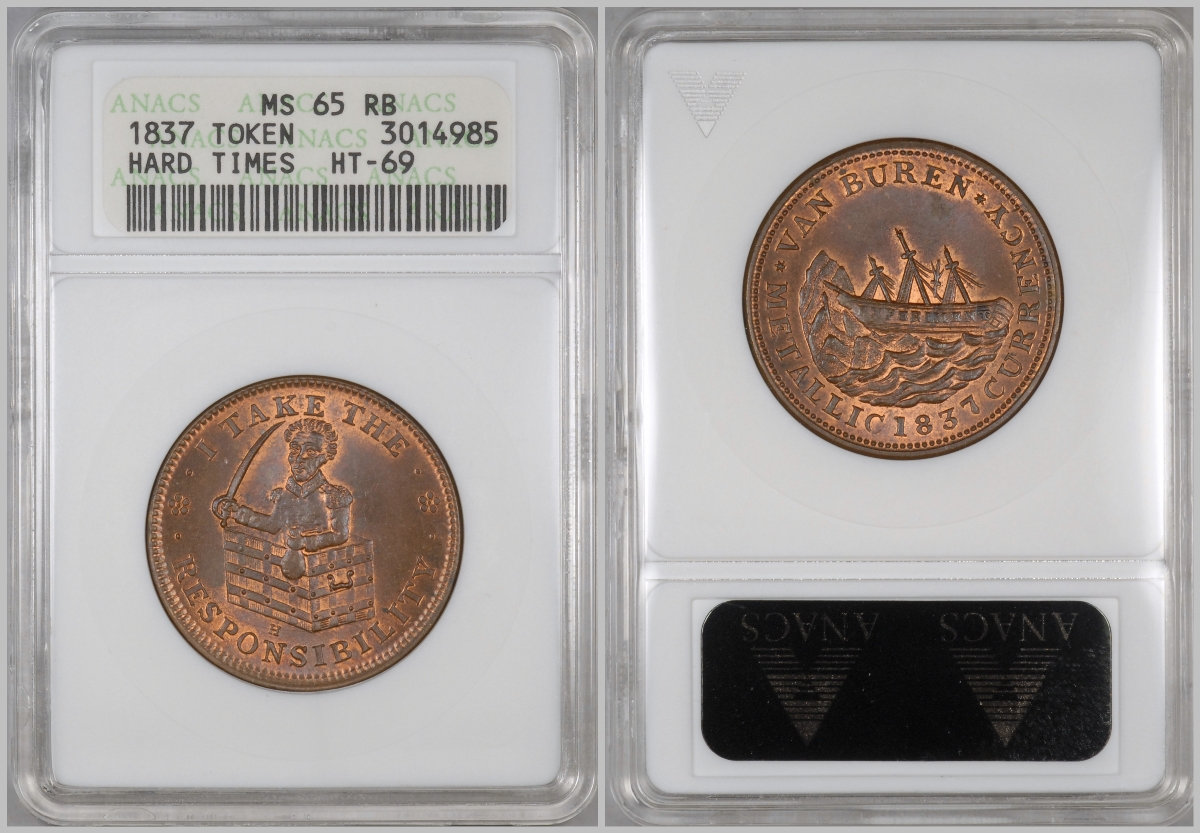 MS 65 RB
1837 TOKEN 3014985
HARD TIMES HT-69
I TAKE THE
RESPONSIBILITY
H
VAN BUREN
METALLIC 1837 CURRENCY
EXPERIMENT
ANACS ANACS